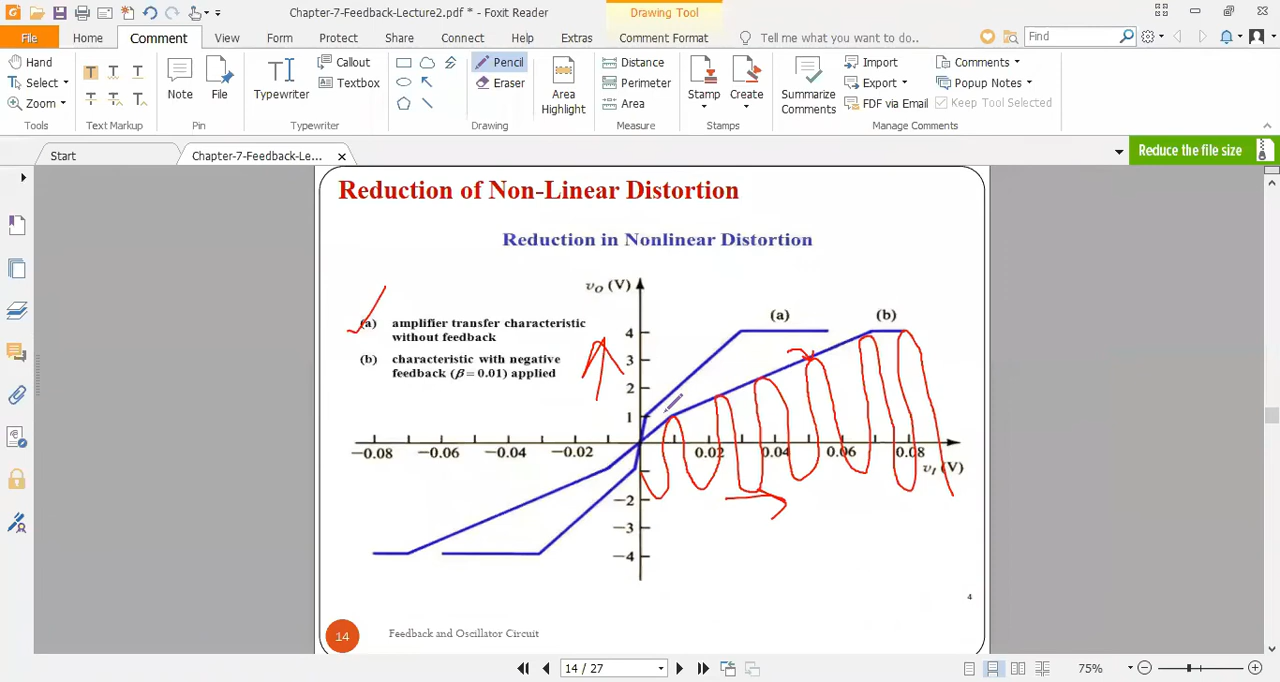 Chapter-7-Feedback-Lecture2.pdf * - Foxit Reader
Drawing Tool
File Home Comment View Form Protect Share Connect Help Extras Comment Format Tell me what you want to do.. Find
Hand
Select
Zoom
Tools
Text Markup
Note
File
Pin
Typewriter
Callout
Textbox
Typewriter
Pencil
Eraser
Drawing
Area
Highlight
Distance
Perimeter
Area
Measure
Stamp
Create
Stamps
Summarize
Comments
Import
Export
FDF via Email
Comments
Popup Notes
Keep Tool Selected
Manage Comments
Start
Chapter-7-Feedback-Le...
Reduce the file size
Reduction of Non-Linear Distortion
Reduction in Nonlinear Distortion
(a) amplifier transfer characteristic
without feedback
(b) characteristic with negative
feedback (β = 0.01) applied
vO (V)
(a)
(b)
4
3
2
1
-0.08 -0.06 -0.04 -0.02 0 0.02 0.04 0.06 0.08
vI (V)
-2
-3
-4
4
14 Feedback and Oscillator Circuit
14 / 27
75%